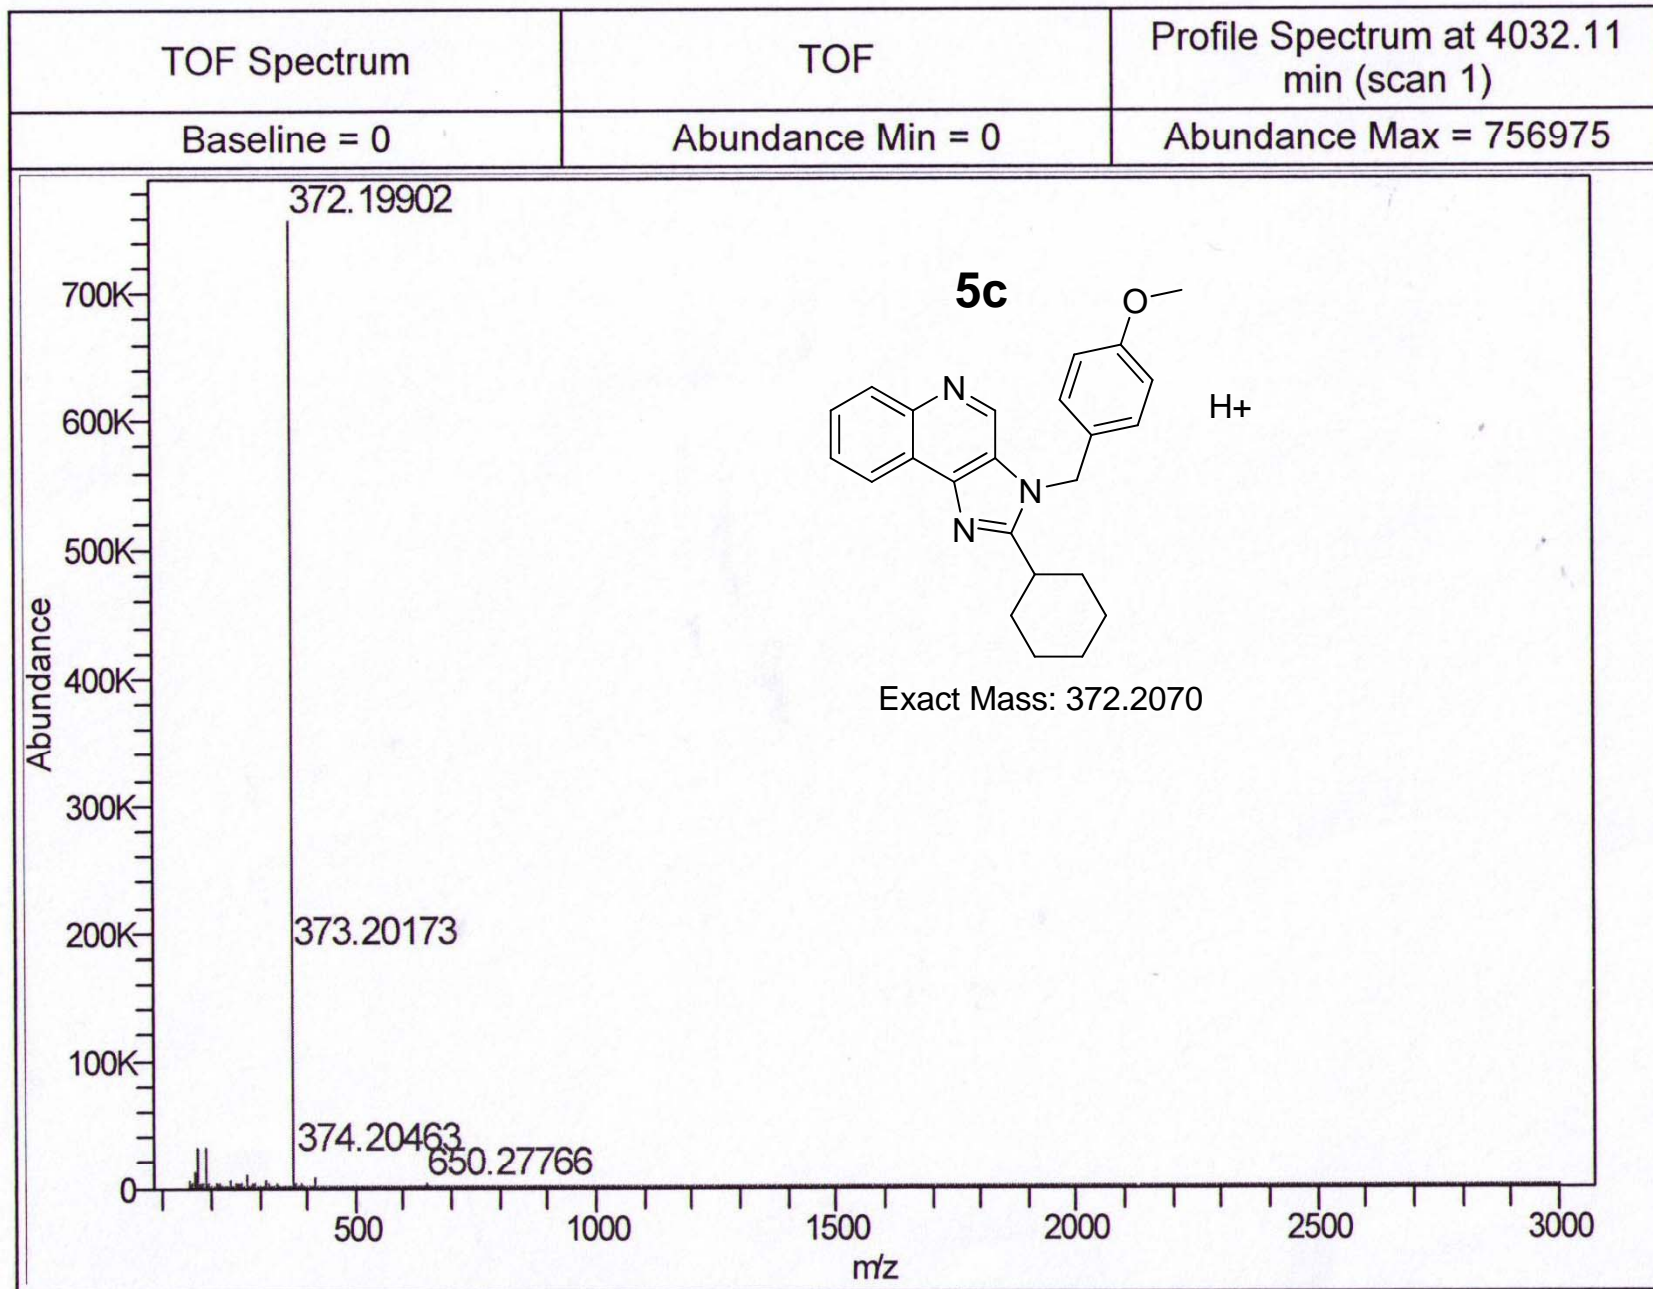 TOF Spectrum
TOF
Profile Spectrum at 4032.11
min (scan 1)
Baseline = 0
Abundance Min = 0
Abundance Max = 756975
372.19902
5c
O
N
H+
N
N
Exact Mass: 372.2070
700K
600K
500K
400K
300K
200K
100K
0
Abundance
373.20173
374.20463
650.27766
500
1000
1500
2000
2500
3000
m/z